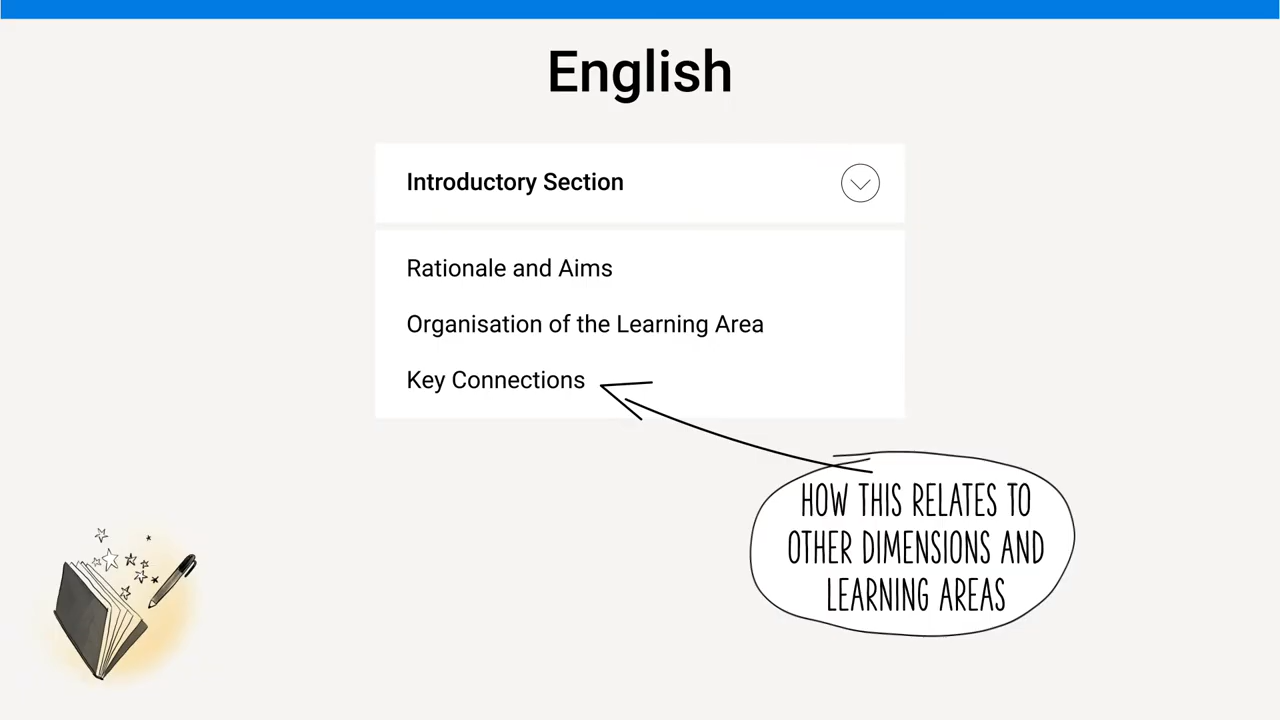 English
Introductory Section
Rationale and Aims
Organisation of the Learning Area
Key Connections
HOW THIS RELATES TO
OTHER DIMENSIONS AND
LEARNING AREAS